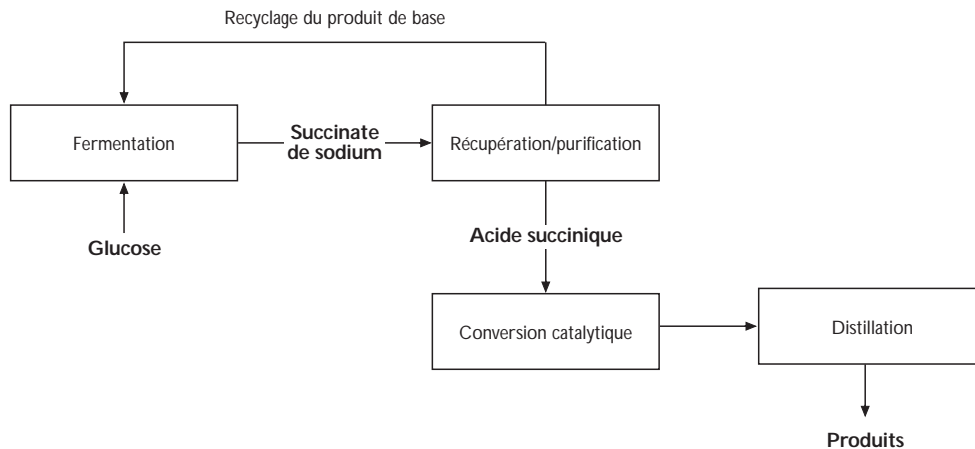 Recyclage du produit de base
Fermentation
Succinate
de sodium
Récupération/purification
Glucose
Acide succinique
Conversion catalytique
Distillation
Produits